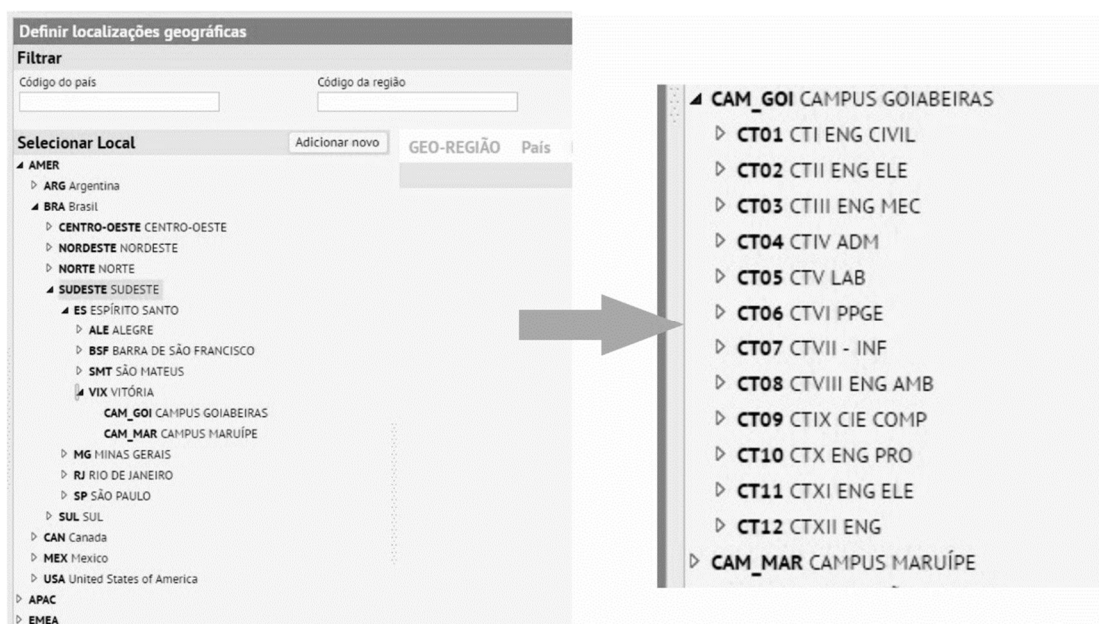 Definir localizações geográficas
Filtrar
Código do país
Código da região
Selecionar Local
Adicionar novo
GEO-REGIÃO País
AMER
ARG Argentina
BRA Brasil
CENTRO-OESTE CENTRO-OESTE
NORDESTE NORDESTE
NORTE NORTE
SUDESTE SUDESTE
ES ESPÍRITO SANTO
ALE ALEGRE
BSF BARRA DE SÃO FRANCISCO
SMT SÃO MATEUS
VIX VITÓRIA
CAM_GOI CAMPUS GOIABEIRAS
CAM_MAR CAMPUS MARUÍPE
MG MINAS GERAIS
RJ RIO DE JANEIRO
SP SÃO PAULO
SUL SUL
CAN Canada
MEX Mexico
USA United States of America
APAC
EMEA
CAM_GOI CAMPUS GOIABEIRAS
CT01 CTI ENG CIVIL
CT02 CTII ENG ELE
CT03 CTIII ENG MEC
CT04 CTIV ADM
CT05 CTV LAB
CT06 CTVI PPGE
CT07 CTVII - INF
CT08 CTVIII ENG AMB
CT09 CTIX CIE COMP
CT10 CTX ENG PRO
CT11 CTXI ENG ELE
CT12 CTXII ENG
CAM_MAR CAMPUS MARUÍPE